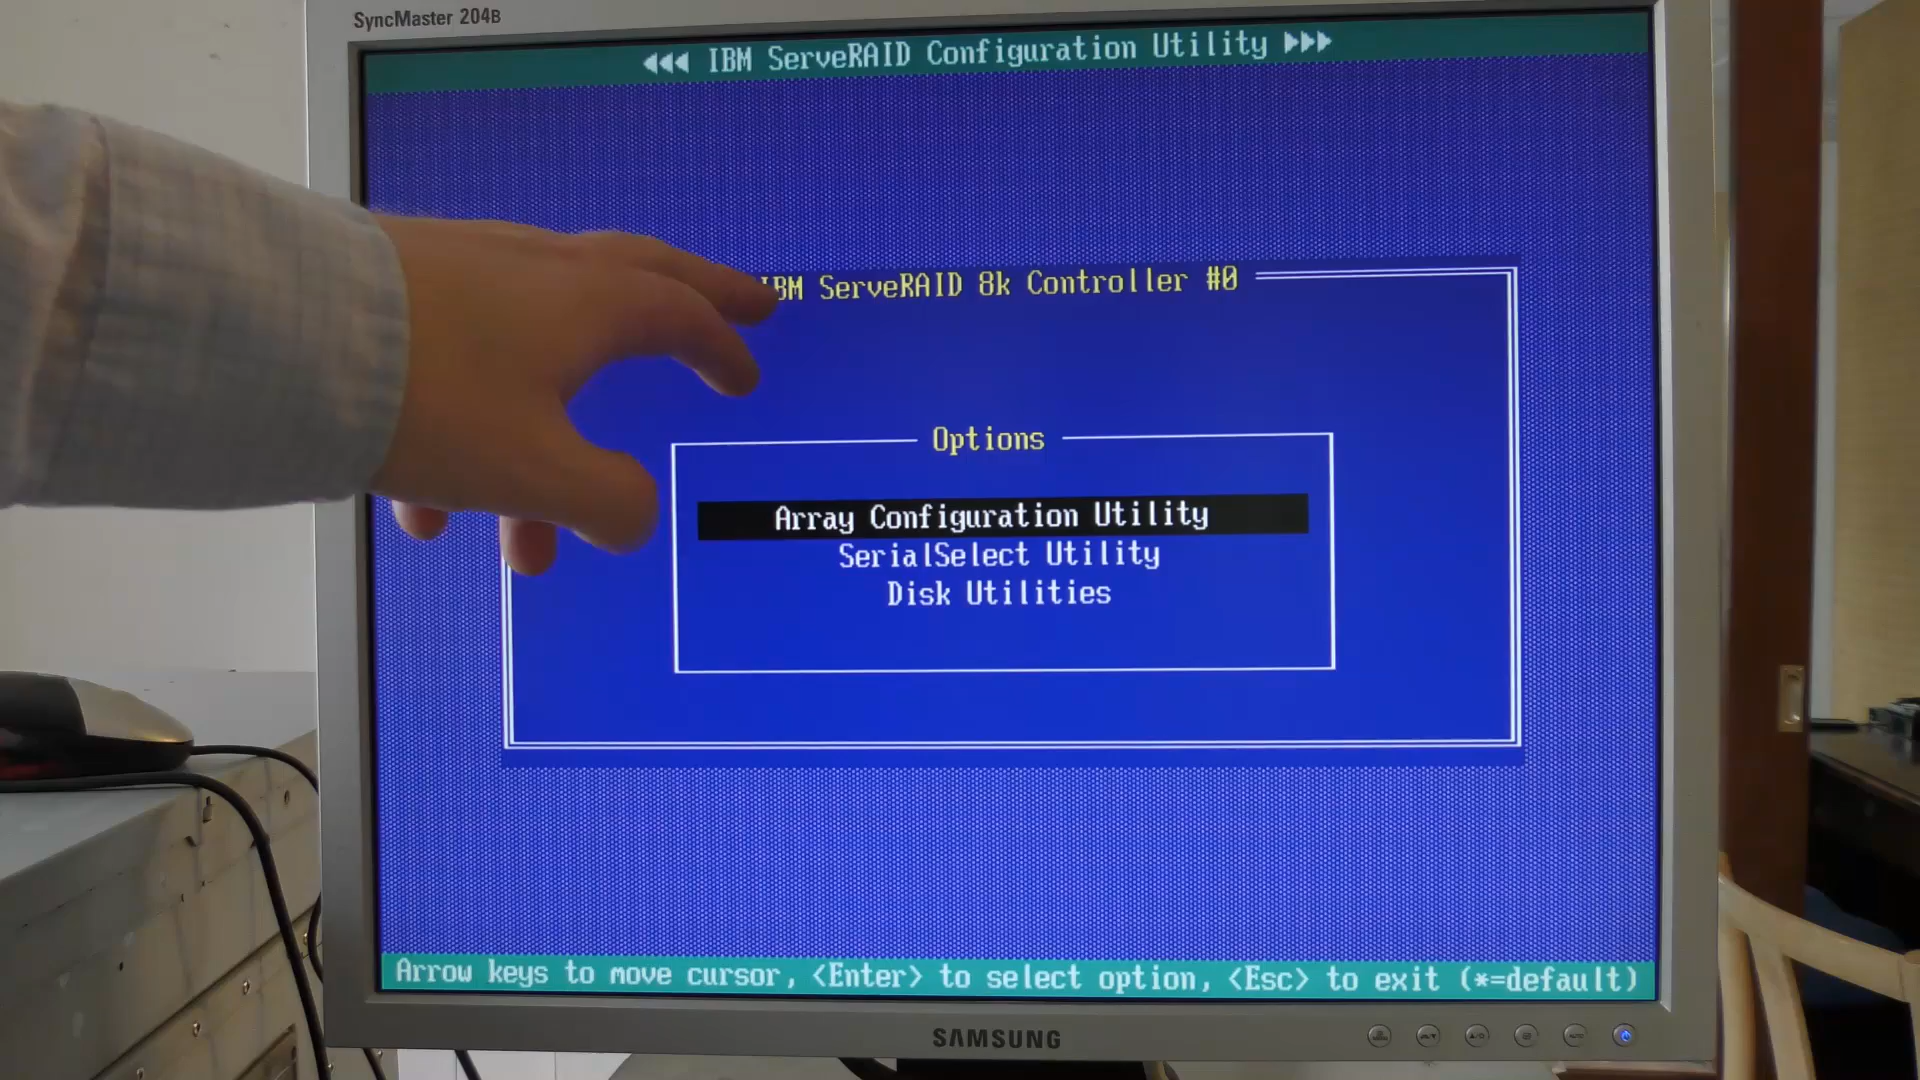 SyncMaster 204B
IBM ServeRAID Configuration Utility
IBM ServeRAID 8k Controller #0
Options
Array Configuration Utility
SerialSelect Utility
Disk Utilities
Arrow keys to move cursor, <Enter> to select option, <Esc> to exit (*=default)
SAMSUNG